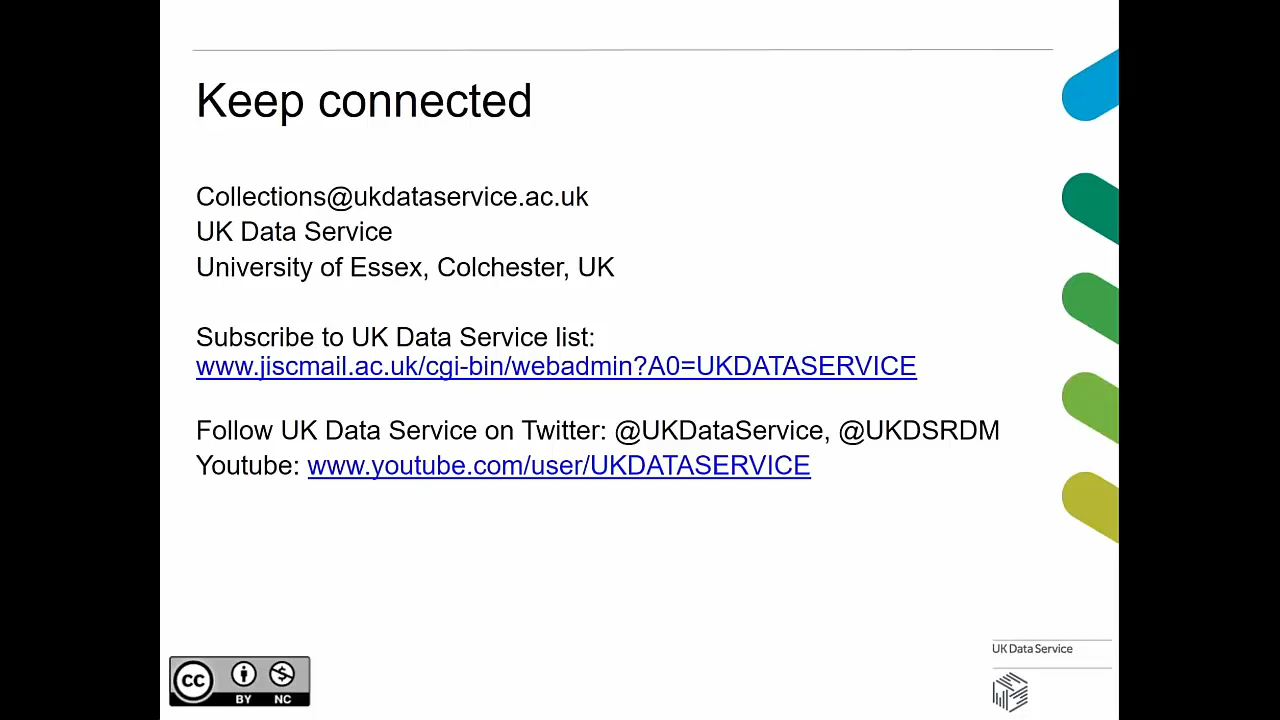 Keep connected
Collections@ukdataservice.ac.uk
UK Data Service
University of Essex, Colchester, UK
Subscribe to UK Data Service list:
www.jiscmail.ac.uk/cgi-bin/webadmin?A0=UKDATASERVICE
Follow UK Data Service on Twitter: @UKDataService, @UKDSRDM
Youtube: www.youtube.com/user/UKDATASERVICE
UK Data Service
CC
BY NC